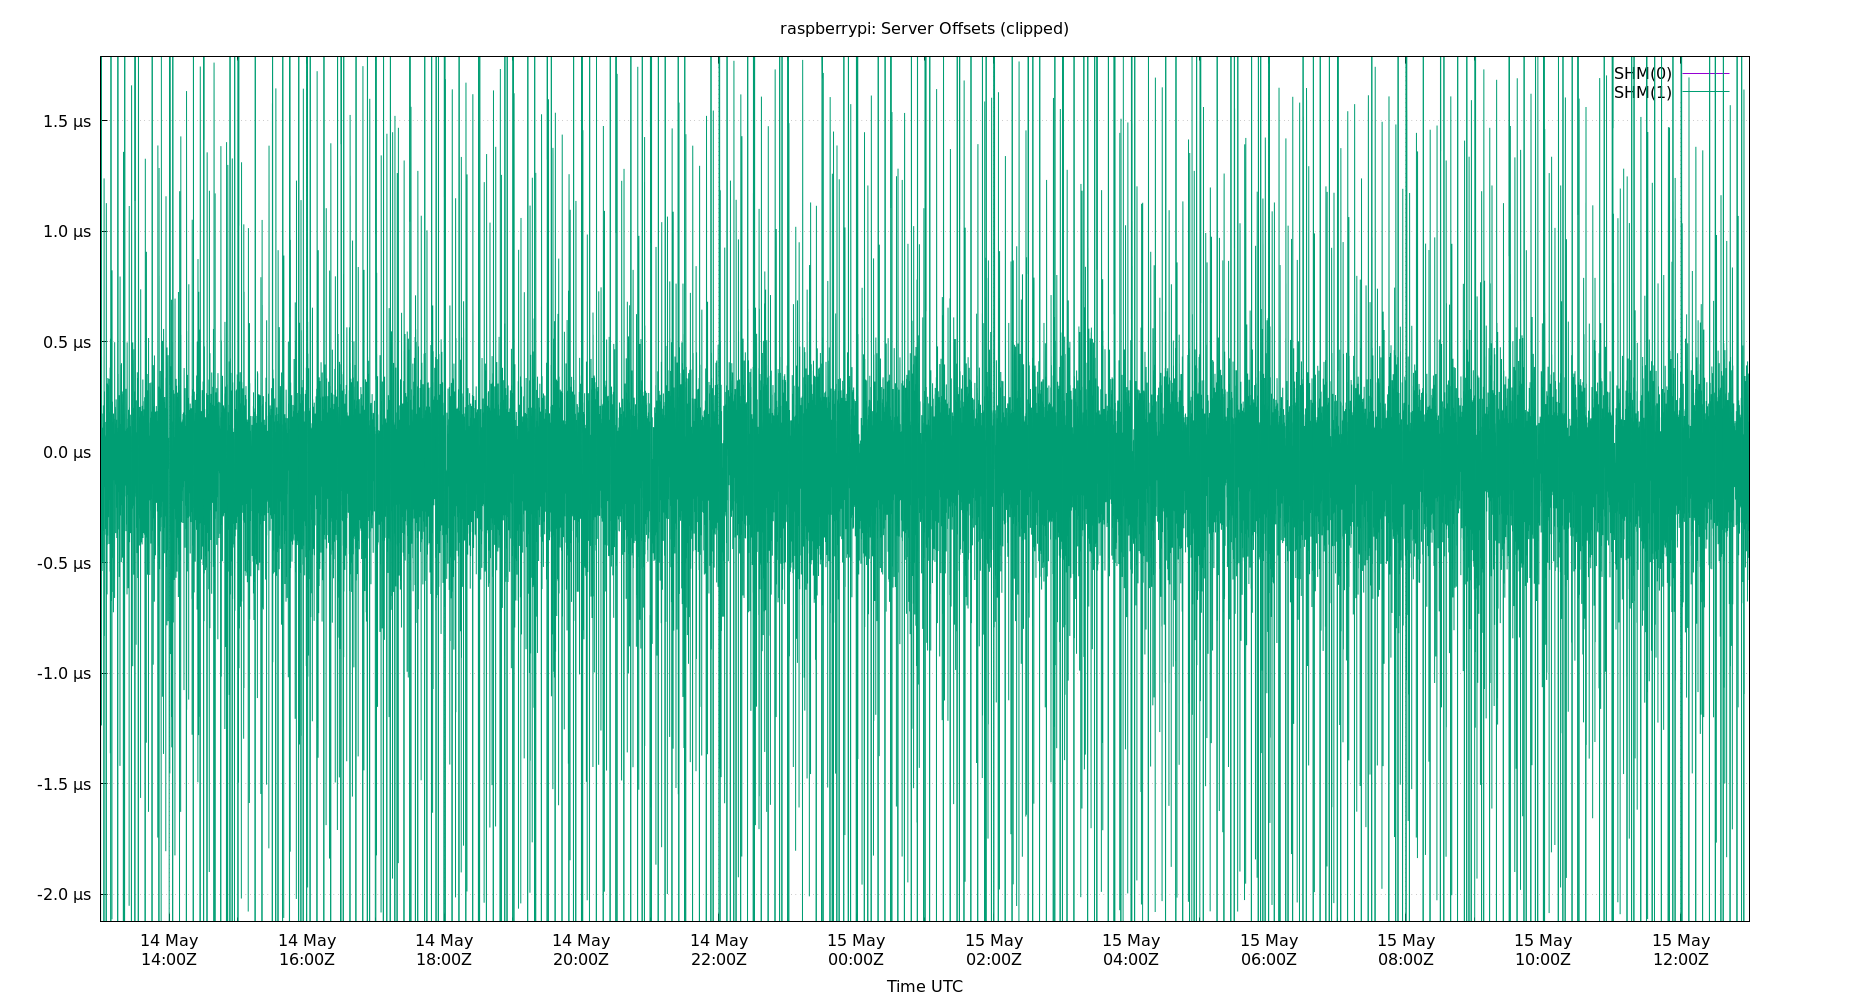 raspberrypi: Server Offsets (clipped)
SHM(0)
SHM(1)
1.5 µs
1.0 µs
0.5 µs
0.0 µs
-0.5 µs
-1.0 µs
-1.5 µs
-2.0 µs
14 May 14 May 14 May 14 May 14 May 15 May 15 May 15 May 15 May 15 May 15 May 15 May
14:00Z 16:00Z 18:00Z 20:00Z 22:00Z 00:00Z 02:00Z 04:00Z 06:00Z 08:00Z 10:00Z 12:00Z
Time UTC